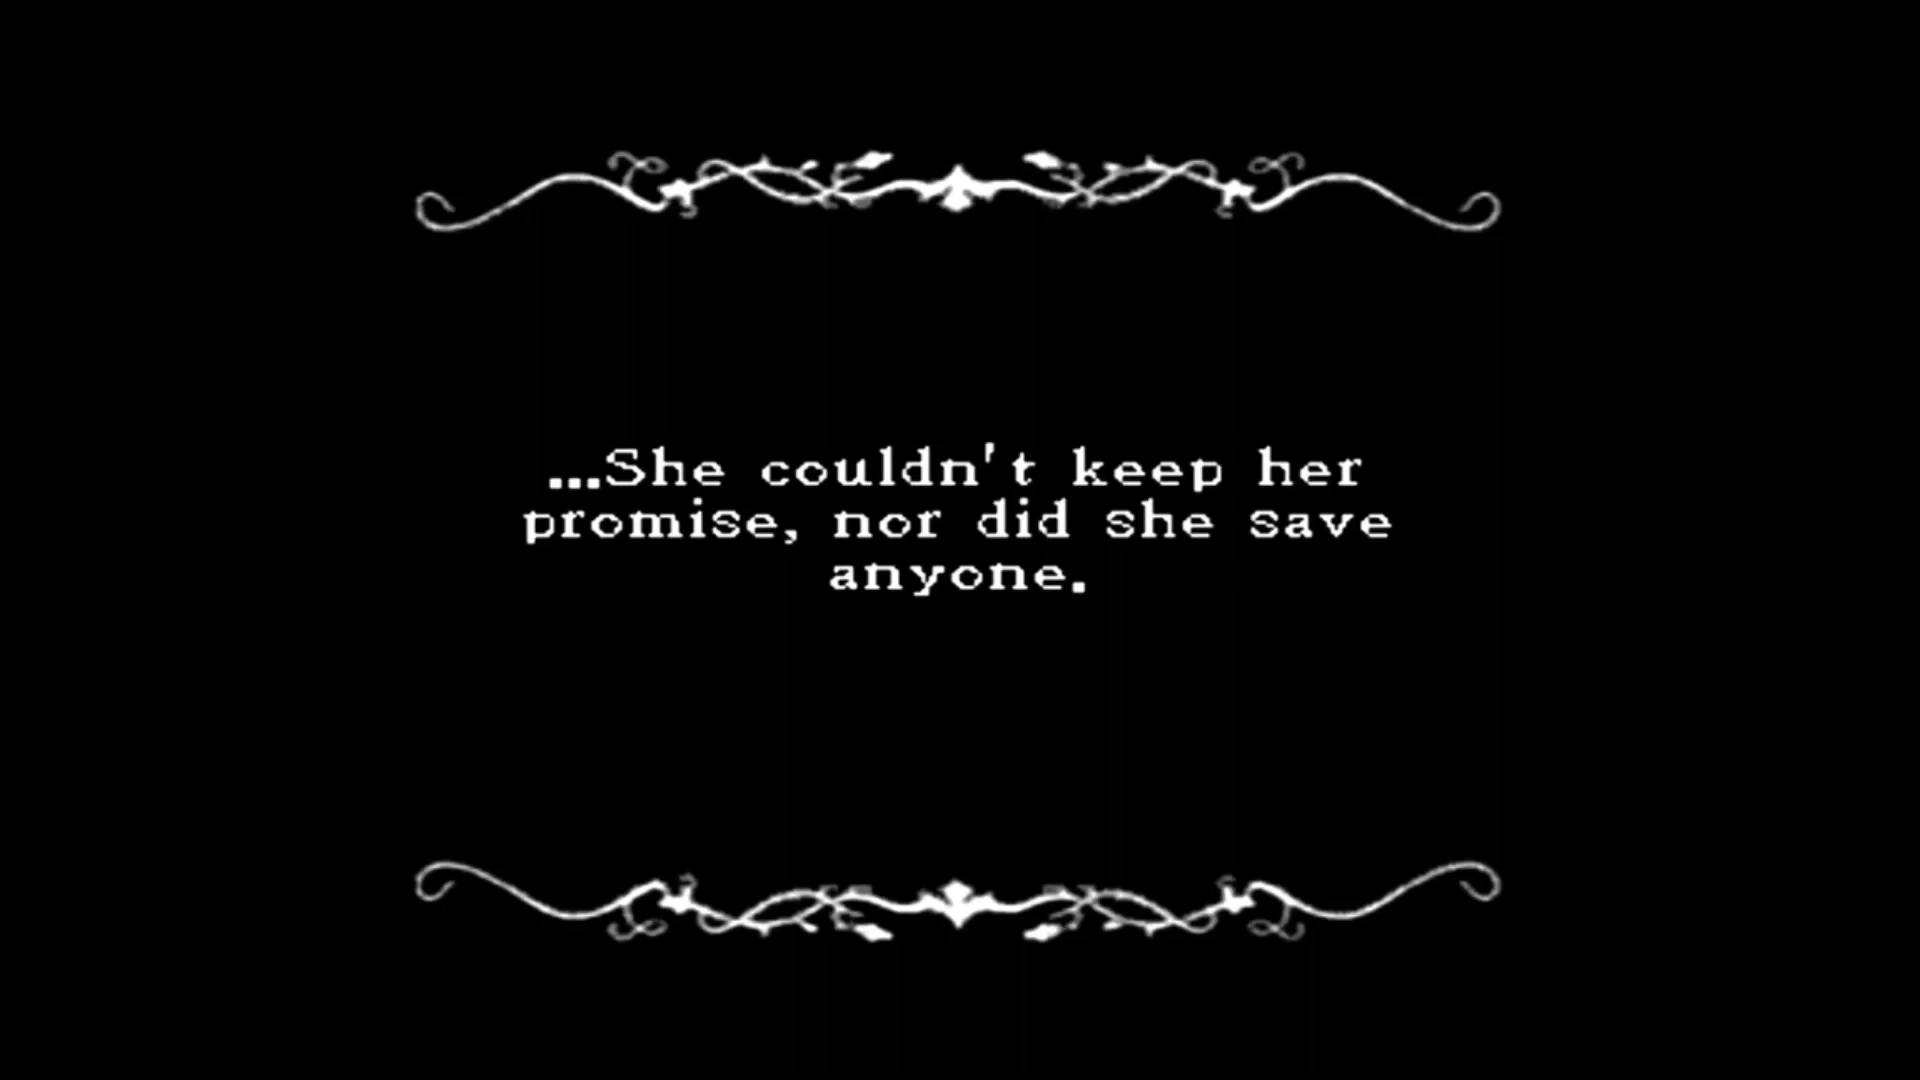 ...She couldn't keep her
promise, nor did she save
anyone.